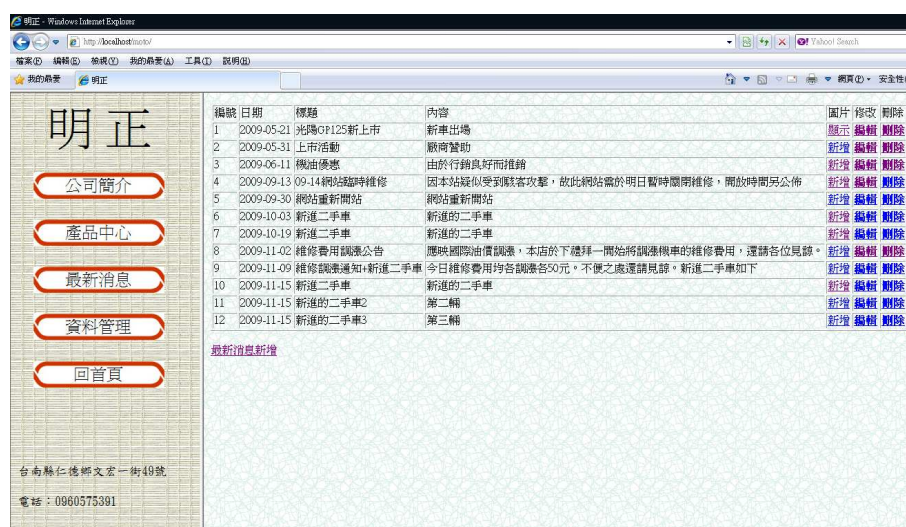 明正 - Windows Internet Explorer
http://localhost/moto/
Yahoo! Search
檔案(F) 編輯(E) 檢視(V) 我的最愛(A) 工具(T) 說明(H)
我的最愛 明正 網頁(P) 安全性
明正
公司簡介
產品中心
最新消息
資料管理
回首頁
台南縣仁德鄉文宏一街49號
電話：0960575391
編號 日期 標題 內容 圖片 修改 刪除
1 2009-05-21 光陽GP125新上市 新車出場 顯示 編輯 刪除
2 2009-05-31 上市活動 廠商贊助 新增 編輯 刪除
3 2009-06-11 機油優惠 由於行銷良好而推銷 新增 編輯 刪除
4 2009-09-13 09-14網站臨時維修 因本站疑似受到駭客攻擊，故此網站需於明日暫時關閉維修，開放時間另公佈 新增 編輯 刪除
5 2009-09-30 網站重新開站 網站重新開站 新增 編輯 刪除
6 2009-10-03 新進二手車 新進的二手車 新增 編輯 刪除
7 2009-10-19 新進二手車 新進的二手車 新增 編輯 刪除
8 2009-11-02 維修費用調漲公告 應映國際油價調漲，本店於下禮拜一開始將調漲機車的維修費用，還請各位見諒。 新增 編輯 刪除
9 2009-11-09 維修調漲通知+新進二手車 今日維修費用均各調漲各50元。不便之處還請見諒。新進二手車如下 新增 編輯 刪除
10 2009-11-15 新進二手車 新進的二手車 新增 編輯 刪除
11 2009-11-15 新進的二手車2 第二輛 新增 編輯 刪除
12 2009-11-15 新進的二手車3 第三輛 新增 編輯 刪除
最新消息新增